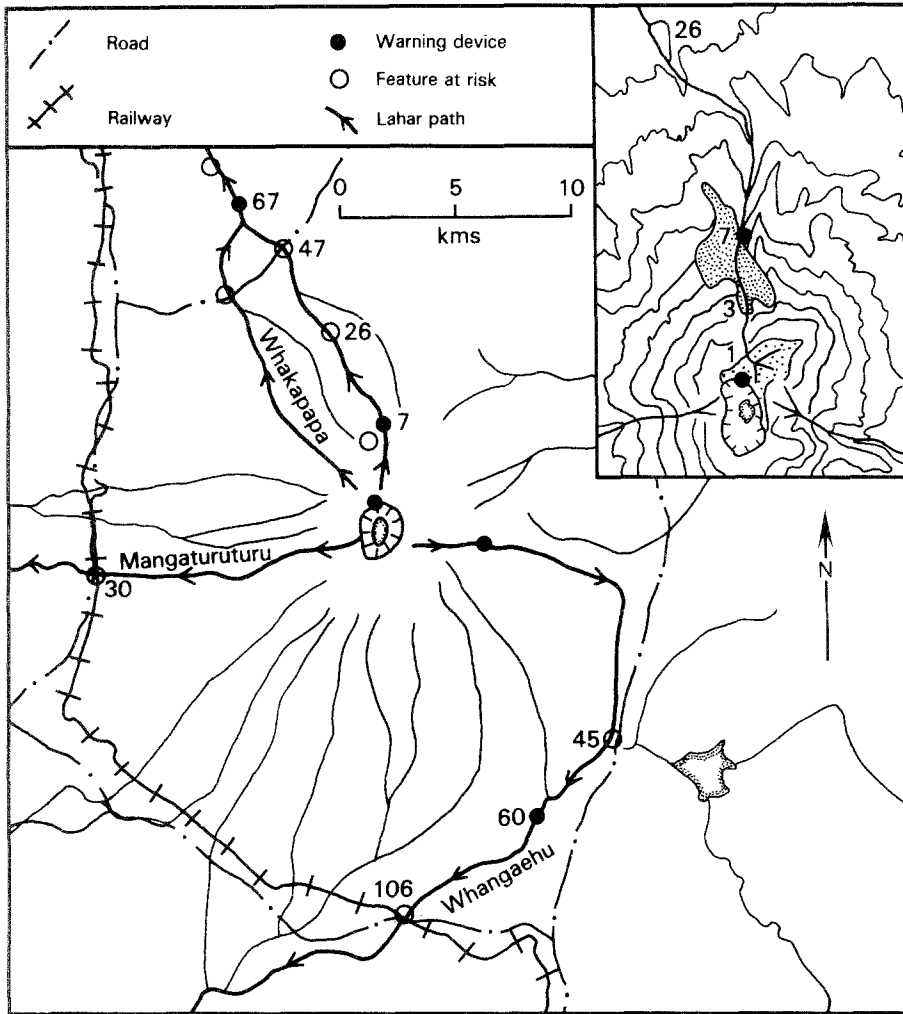 Road
Railway
Warning device
Feature at risk
Lahar path
26
7
3
1
0 5 10
kms
67
47
26
Whakapapa
7
Mangaturuturu
30
N
45
60
Whangaehu
106